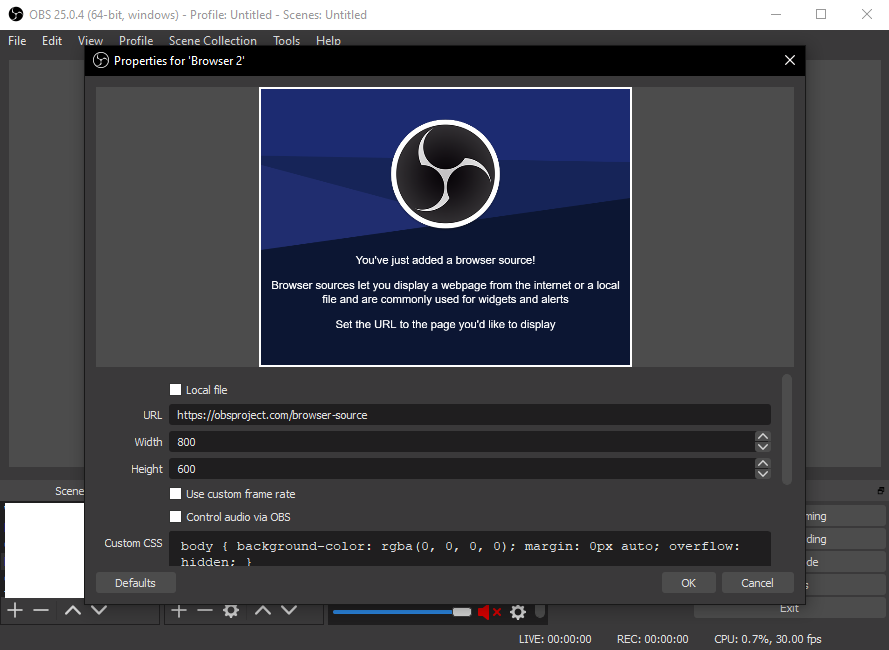 OBS 25.0.4 (64-bit, windows) - Profile: Untitled - Scenes: Untitled
File Edit View Profile Scene Collection Tools Help
Properties for 'Browser 2'
You've just added a browser source!
Browser sources let you display a webpage from the internet or a local
file and are commonly used for widgets and alerts
Set the URL to the page you'd like to display
Local file
URL https://obsproject.com/browser-source
Width 800
Height 600
Use custom frame rate
Control audio via OBS
Custom CSS body { background-color: rgba(0, 0, 0, 0); margin: 0px auto; overflow:
hidden; }
Defaults OK Cancel
Scene
ming
ding
de
s
Exit
LIVE: 00:00:00 REC: 00:00:00 CPU: 0.7%, 30.00 fps